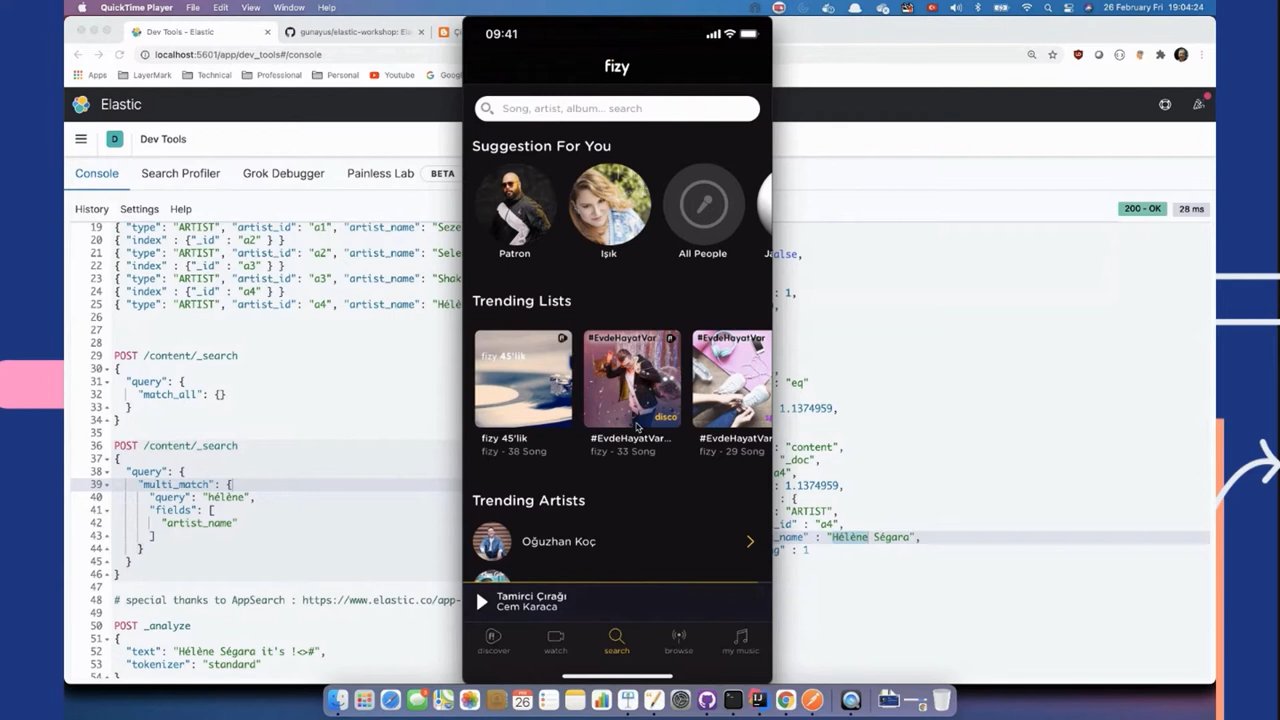 QuickTime Player File Edit View Window Help
26 February Fri 19:04:24
Dev Tools - Elastic
gunayus/elastic-workshop: Ela
localhost:5601/app/dev_tools#/console
Apps LayerMark Technical Professional Personal Youtube Goog
Elastic
D Dev Tools
Console Search Profiler Grok Debugger Painless Lab BETA
History Settings Help
200 - OK 28 ms
19 { "type": "ARTIST", "artist_id": "a1", "artist_name": "Seze
20 { "index" : {"_id" : "a2" } }
21 { "type": "ARTIST", "artist_id": "a2", "artist_name": "Sele
22 { "index" : {"_id" : "a3" } }
23 { "type": "ARTIST", "artist_id": "a3", "artist_name": "Shak
24 { "index" : {"_id" : "a4" } }
25 { "type": "ARTIST", "artist_id": "a4", "artist_name": "Hélè
26
27
28
29 POST /content/_search
30 {
31 "query": {
32 "match_all": {}
33 }
34 }
35
36 POST /content/_search
37 {
38 "query": {
39 "multi_match": {
40 "query": "hélène",
41 "fields": [
42 "artist_name"
43 ]
44 }
45 }
46 }
47
48 # special thanks to AppSearch : https://www.elastic.co/app-
49
50 POST _analyze
51 {
52 "text": "Hélène Ségara it's !<>#",
53 "tokenizer": "standard"
54
09:41
fizy
Song, artist, album... search
Suggestion For You
Patron Işık All People Ja
Trending Lists
fizy 45'lik
#EvdeHayatVar
disco
#EvdeHayatVar
fizy 45'lik #EvdeHayatVar... #EvdeHayatVar
fizy - 38 Song fizy - 33 Song fizy - 29 Song
Trending Artists
Oğuzhan Koç
Tamirci Çırağı
Cem Karaca
discover watch search browse my music
alse,
: 1,
"eq"
1.1374959,
"content",
"_doc",
a4",
1.1374959,
: {
"ARTIST",
_id" : "a4",
_name" : "Hélène Ségara",
g" : 1
26